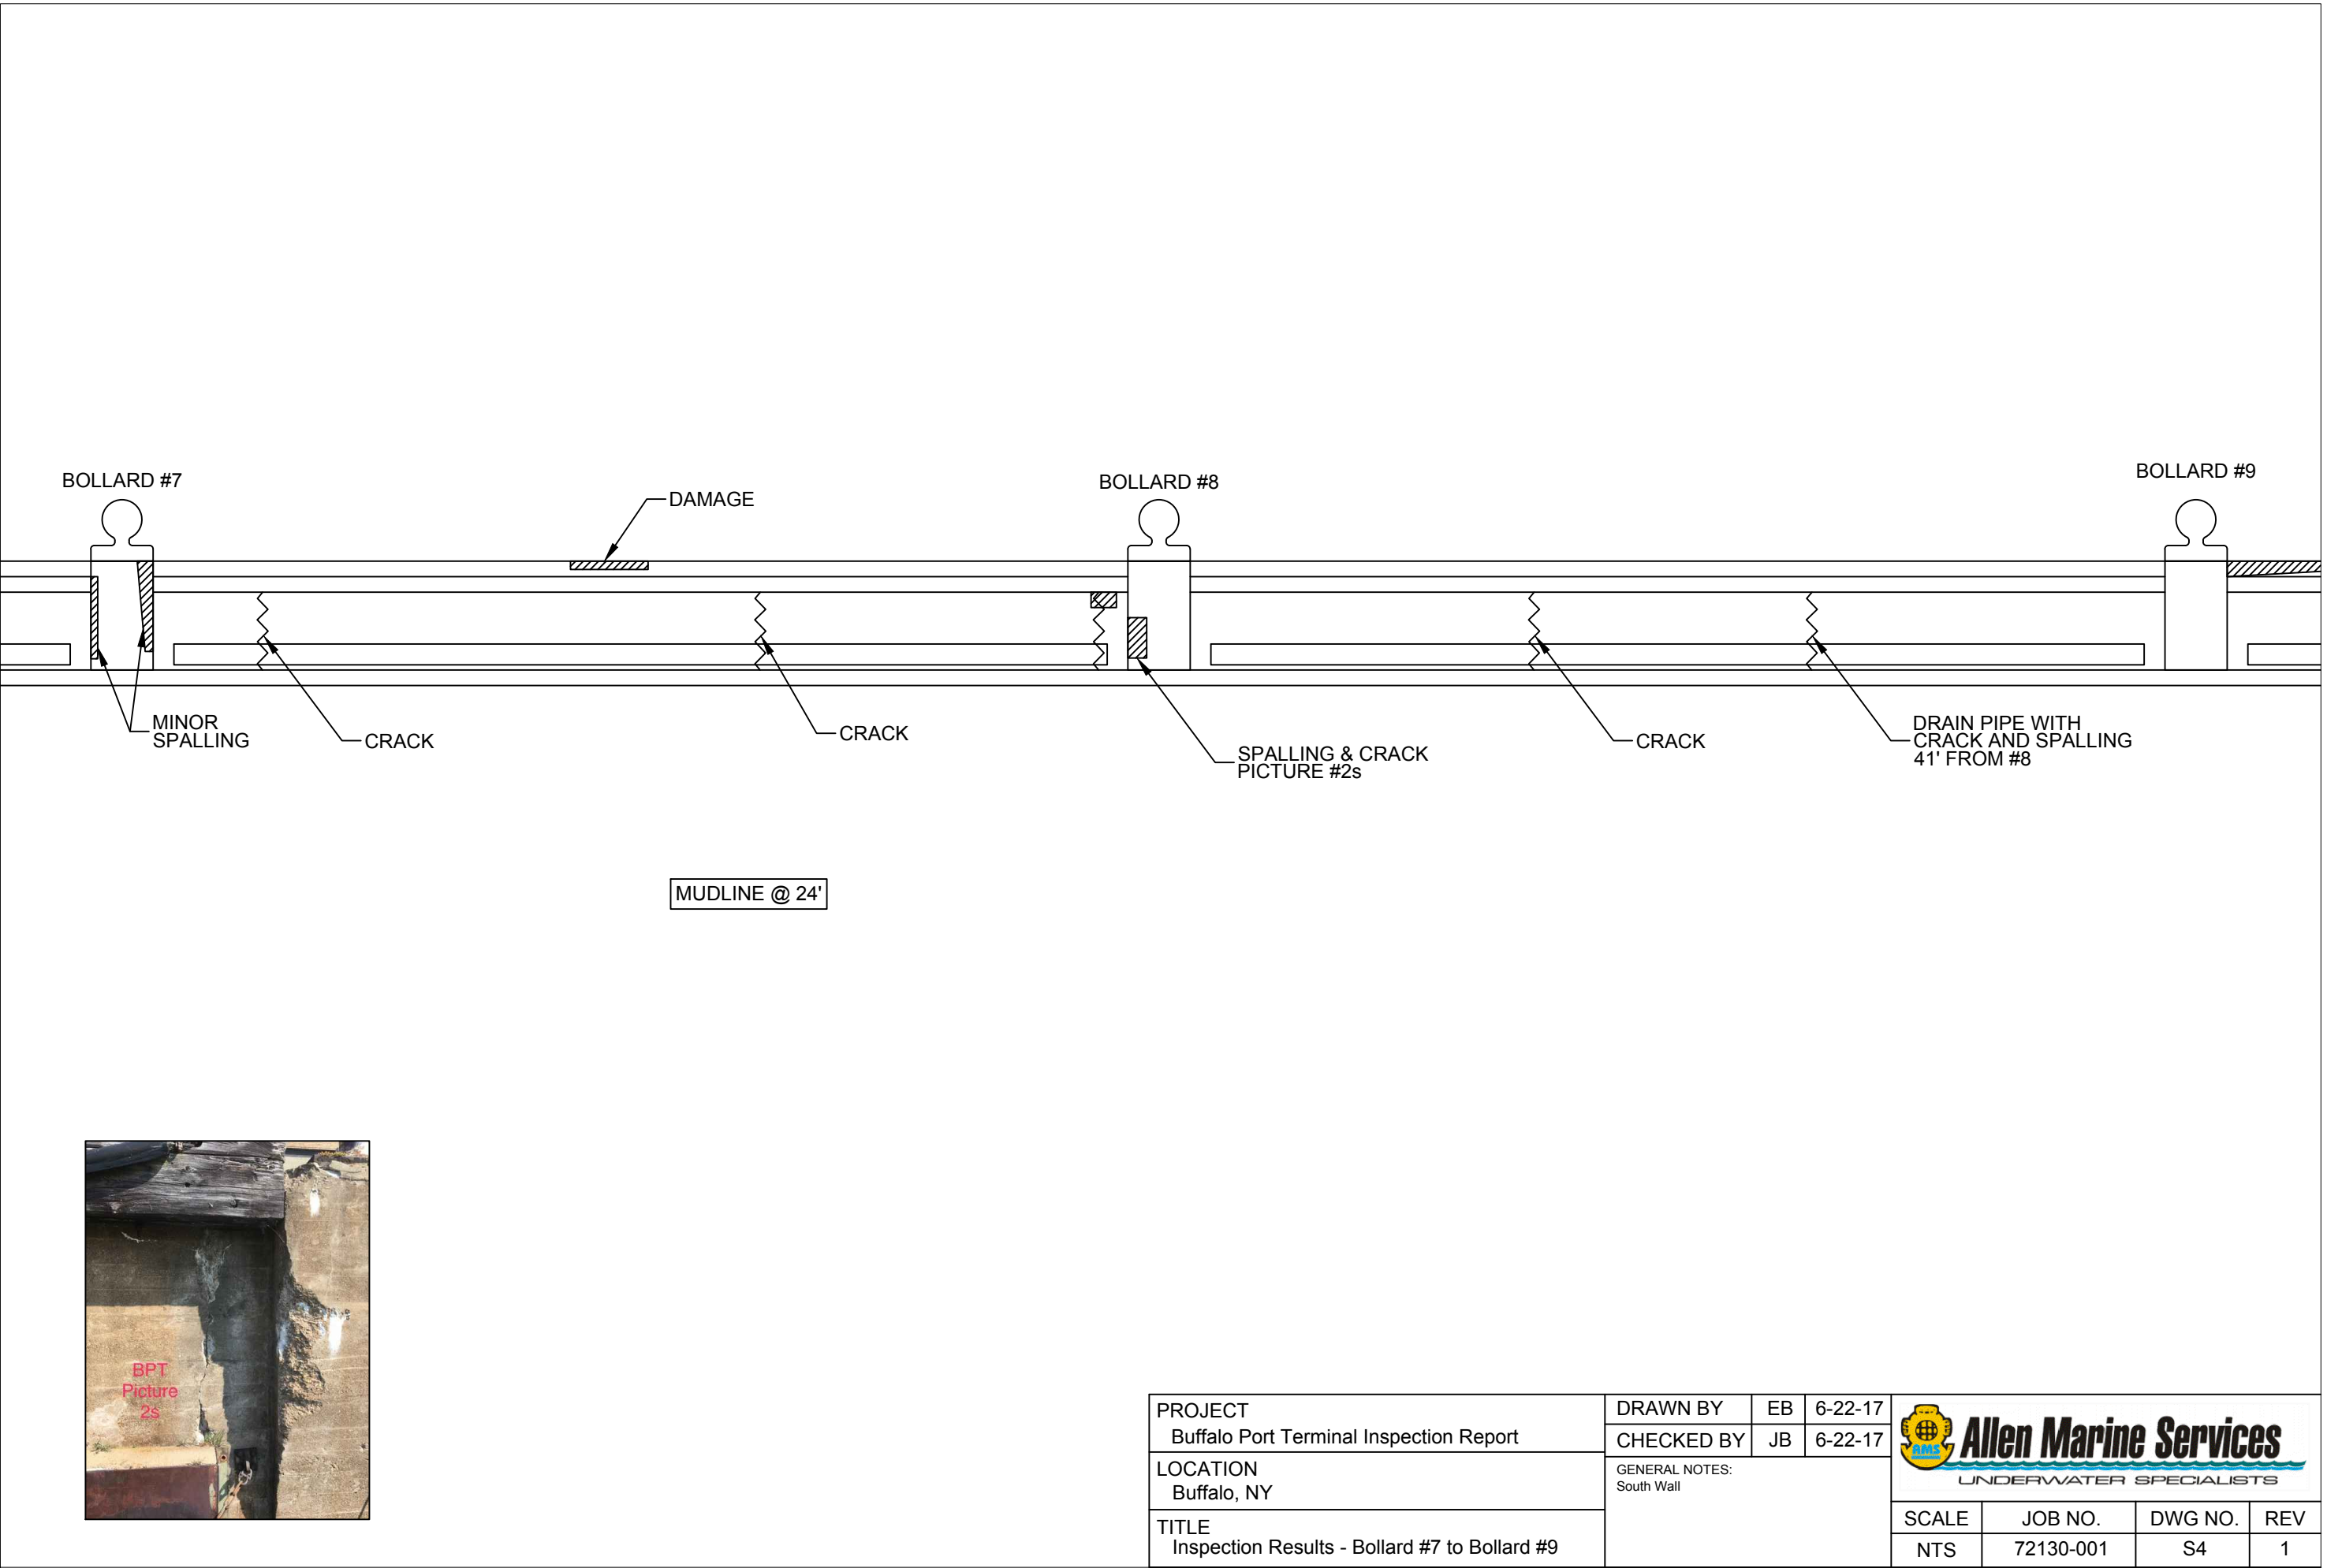 BOLLARD #7
BOLLARD #8
BOLLARD #9
DAMAGE
MINOR
SPALLING
CRACK
CRACK
SPALLING & CRACK
PICTURE #2s
CRACK
DRAIN PIPE WITH
CRACK AND SPALLING
41' FROM #8
MUDLINE @ 24'
BPT
Picture
2s
PROJECT
Buffalo Port Terminal Inspection Report
LOCATION
Buffalo, NY
TITLE
Inspection Results - Bollard #7 to Bollard #9
DRAWN BY EB 6-22-17
CHECKED BY JB 6-22-17
GENERAL NOTES:
South Wall
AMS
Allen Marine Services
UNDERWATER SPECIALISTS
SCALE JOB NO. DWG NO. REV
NTS 72130-001 S4 1